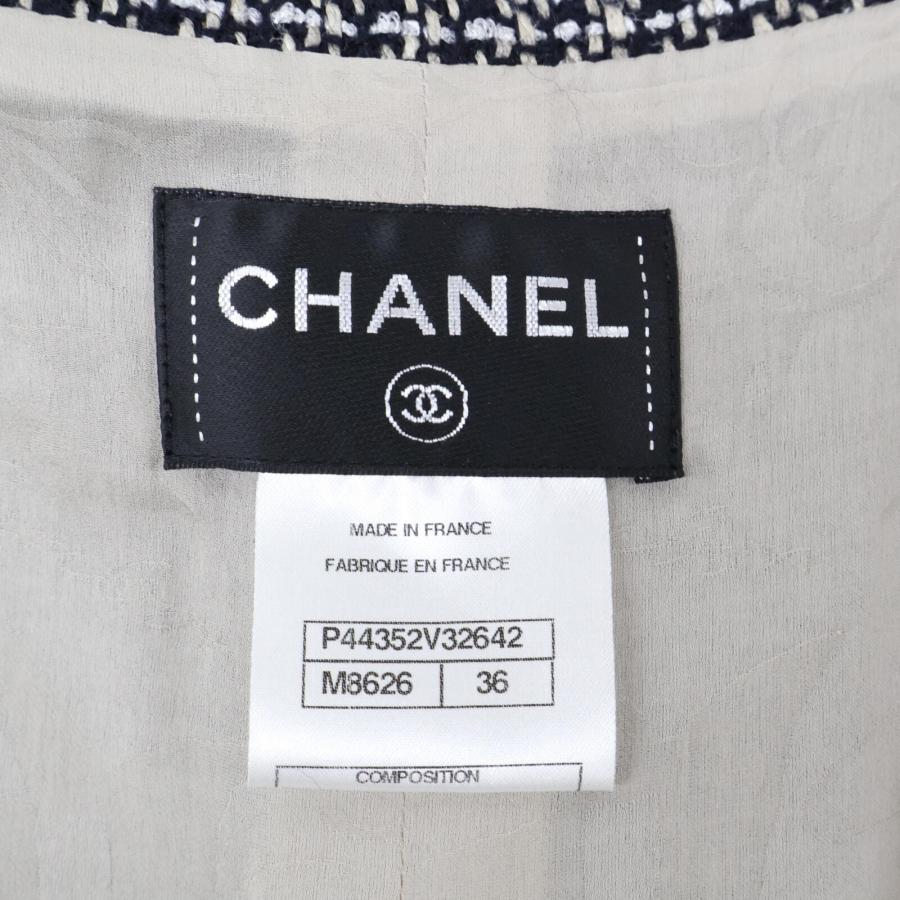 CHANEL
MADE IN FRANCE
FABRIQUE EN FRANCE
P44352V32642
M8626 36
COMPOSITION